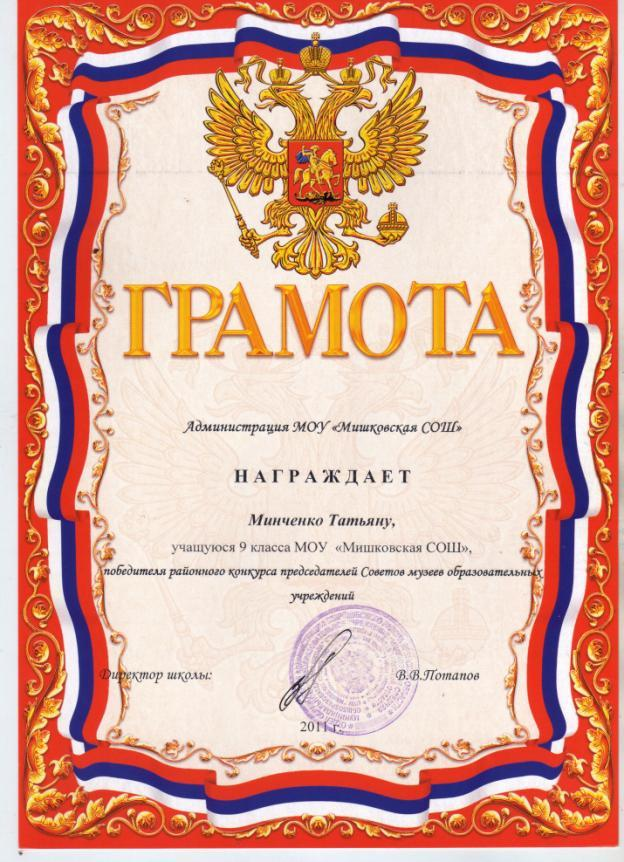 ГРАМОТА
Администрация МОУ «Мишковская СОШ»
НАГРАЖДАЕТ
Минченко Татьяну,
учащуюся 9 класса МОУ «Мишковская СОШ»,
победителя районного конкурса председателей Советов музеев образовательных
учреждений
Директор школы: В.В.Потапов
2011 г.